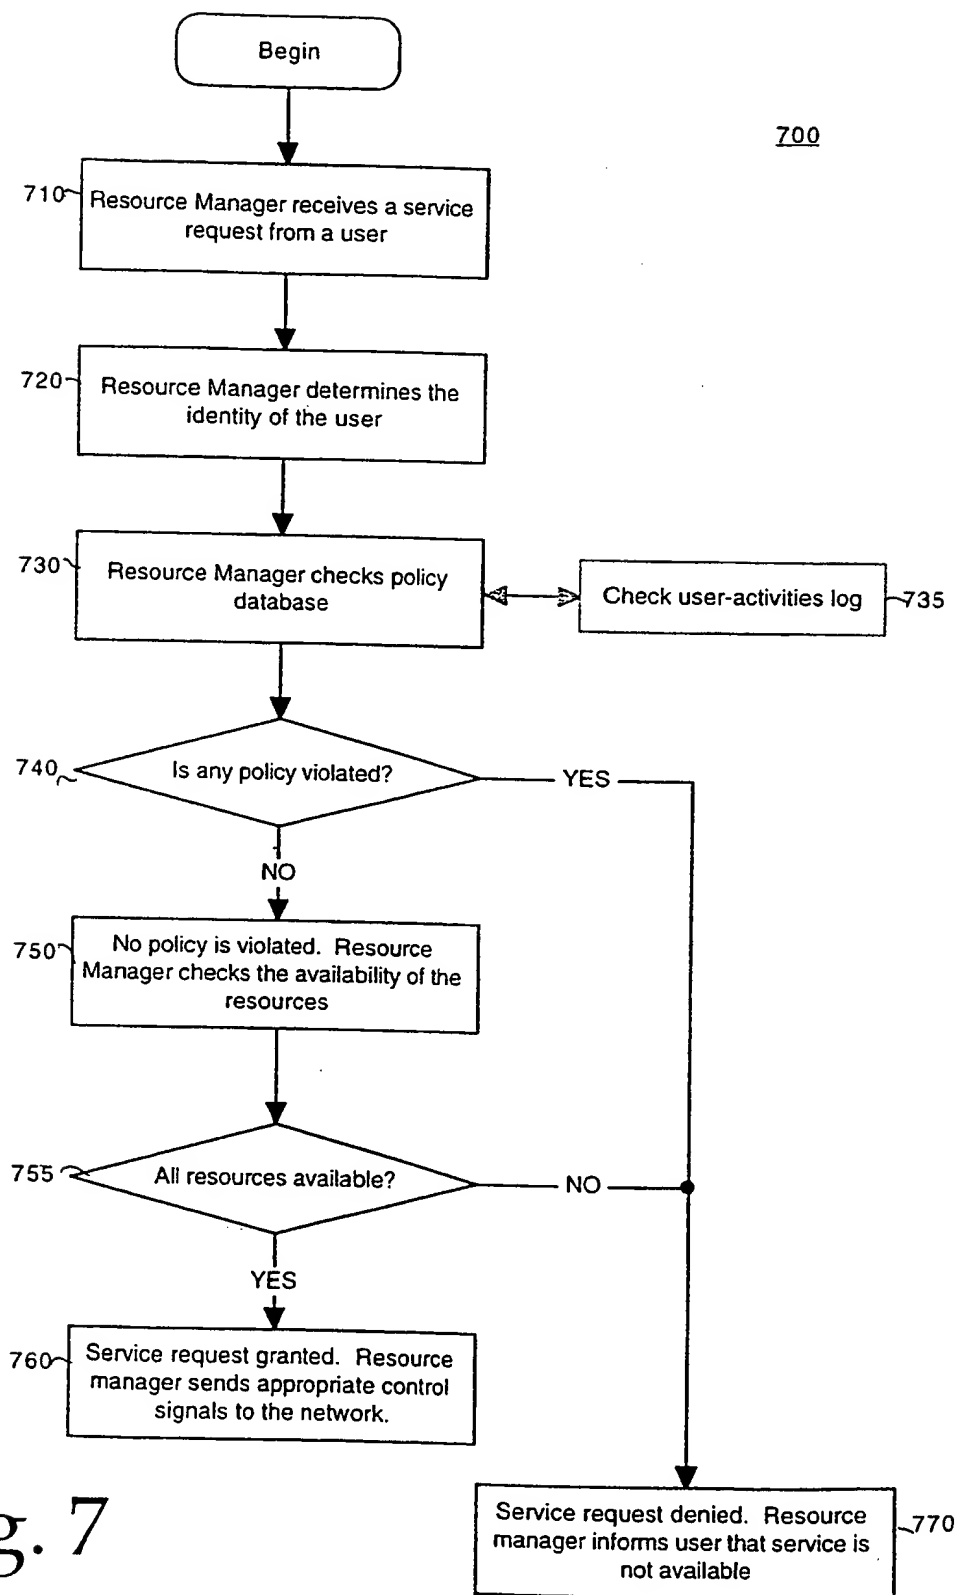 Begin
700
710
Resource Manager receives a service
request from a user
720
Resource Manager determines the
identity of the user
730
Resource Manager checks policy
database
Check user-activities log
735
740
Is any policy violated?
YES
NO
750
No policy is violated. Resource
Manager checks the availability of the
resources
755
All resources available?
NO
YES
760
Service request granted. Resource
manager sends appropriate control
signals to the network.
g. 7
Service request denied. Resource
manager informs user that service is
not available
770